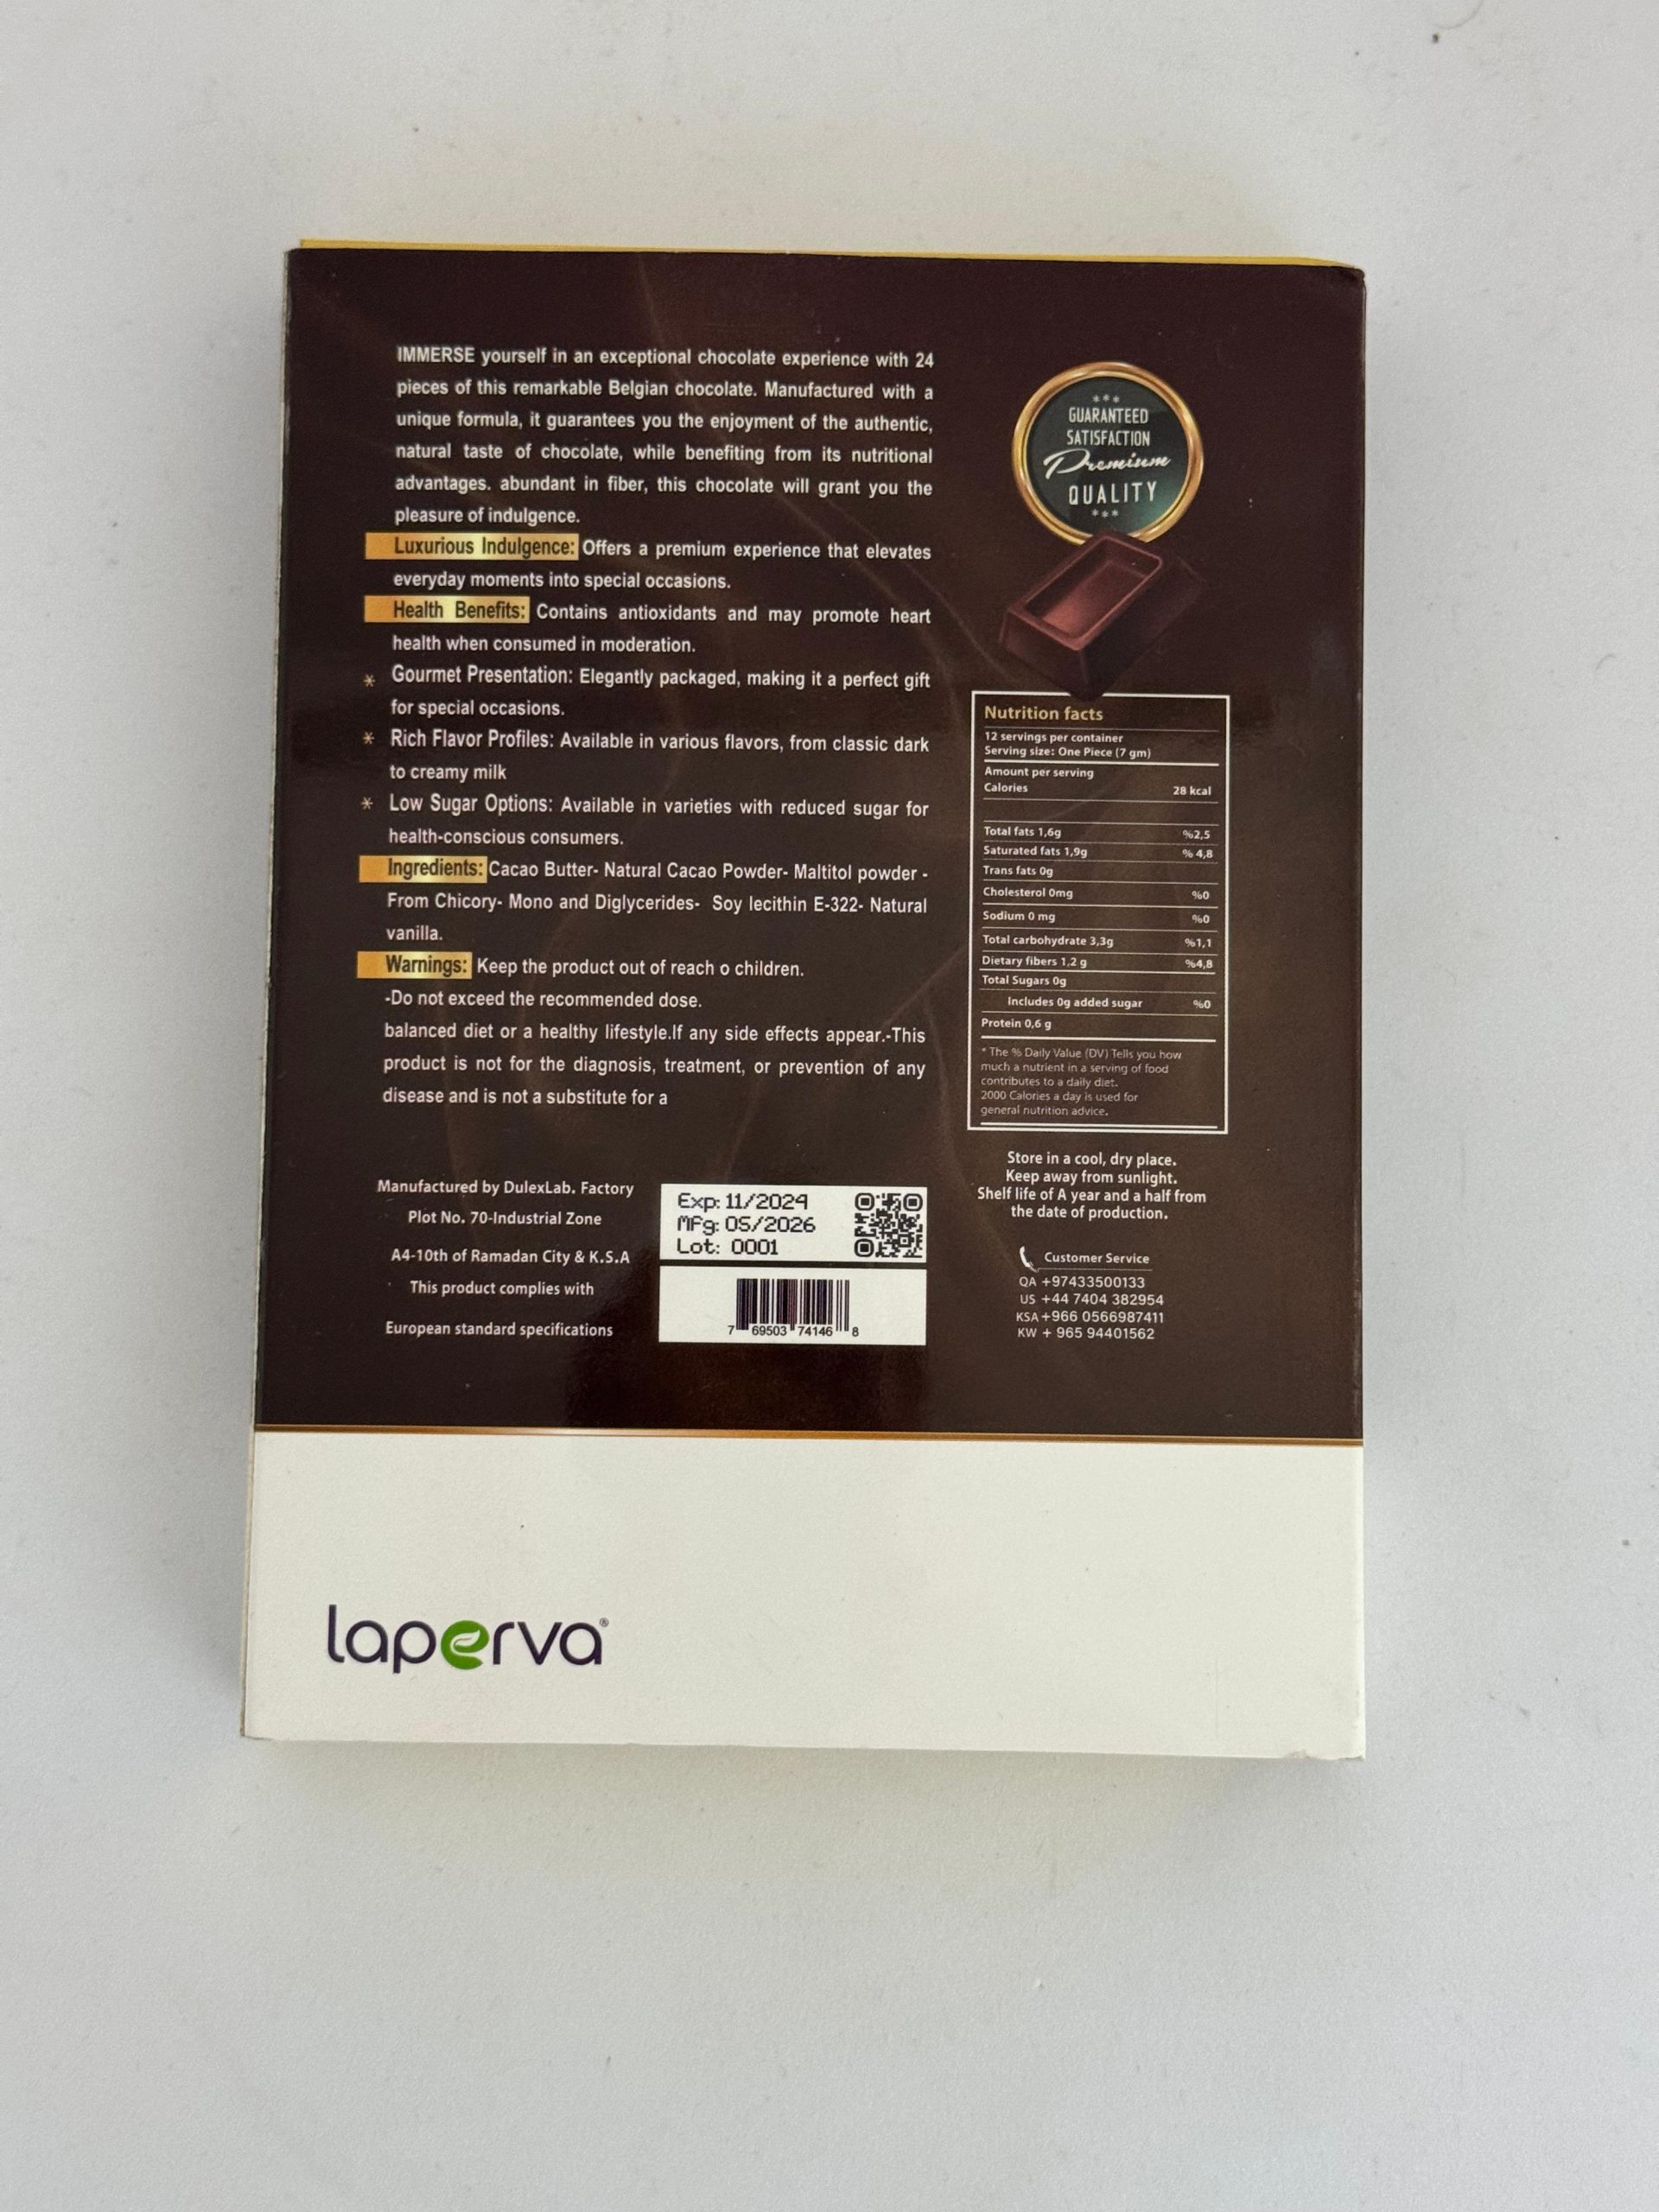 IMMERSE yourself in an exceptional chocolate experience with 24
pieces of this remarkable Belgian chocolate. Manufactured with a
unique formula, it guarantees you the enjoyment of the authentic,
natural taste of chocolate, while benefiting from its nutritional
advantages. abundant in fiber, this chocolate will grant you the
pleasure of indulgence.
Luxurious Indulgence: Offers a premium experience that elevates
everyday moments into special occasions.
Health Benefits: Contains antioxidants and may promote heart
health when consumed in moderation.
* Gourmet Presentation: Elegantly packaged, making it a perfect gift
for special occasions.
* Rich Flavor Profiles: Available in various flavors, from classic dark
to creamy milk
* Low Sugar Options: Available in varieties with reduced sugar for
health-conscious consumers.
Ingredients: Cacao Butter- Natural Cacao Powder- Maltitol powder -
From Chicory- Mono and Diglycerides- Soy lecithin E-322- Natural
vanilla.
Warnings: Keep the product out of reach o children.
-Do not exceed the recommended dose.
balanced diet or a healthy lifestyle.If any side effects appear.-This
product is not for the diagnosis, treatment, or prevention of any
disease and is not a substitute for a
Manufactured by DulexLab. Factory
Plot No. 70-Industrial Zone
A4-10th of Ramadan City & K.S.A
This product complies with
European standard specifications
Exp: 11/2024
Mfg: 05/2026
Lot: 0001
7 69503 74146 8
***
GUARANTEED
SATISFACTION
Premium
QUALITY
***
Nutrition facts
12 servings per container
Serving size: One Piece (7 gm)
Amount per serving
Calories 28 kcal
Total fats 1,6g %2,5
Saturated fats 1,9g % 4,8
Trans fats 0g
Cholesterol 0mg %0
Sodium 0 mg %0
Total carbohydrate 3,3g %1,1
Dietary fibers 1,2 g %4,8
Total Sugars 0g
Includes 0g added sugar %0
Protein 0,6 g
* The % Daily Value (DV) Tells you how
much a nutrient in a serving of food
contributes to a daily diet.
2000 Calories a day is used for
general nutrition advice.
Store in a cool, dry place.
Keep away from sunlight.
Shelf life of A year and a half from
the date of production.
Customer Service
QA +97433500133
US +44 7404 382954
KSA +966 0566987411
KW + 965 94401562
laperva®